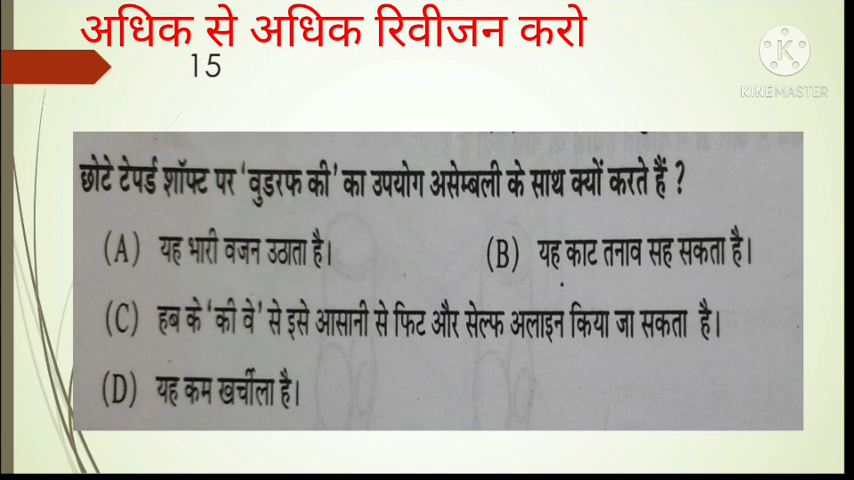 अधिक से अधिक रिवीजन करो
15
KINEMASTER
छोटे टेपर्ड शॉफ्ट पर 'वुडरफ की' का उपयोग असेम्बली के साथ क्यों करते हैं ?
(A) यह भारी वजन उठाता है।
(B) यह काट तनाव सह सकता है।
(C) हब के 'की वे' से इसे आसानी से फिट और सेल्फ अलाइन किया जा सकता है।
(D) यह कम खर्चीला है।